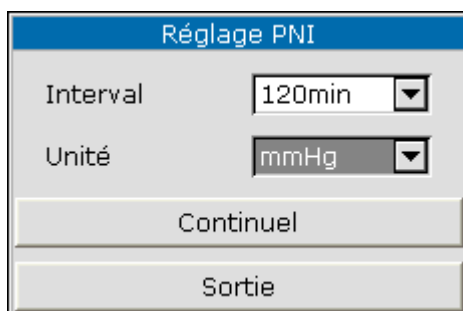 Réglage PNI
Interval 120min
Unité mmHg
Continuel
Sortie